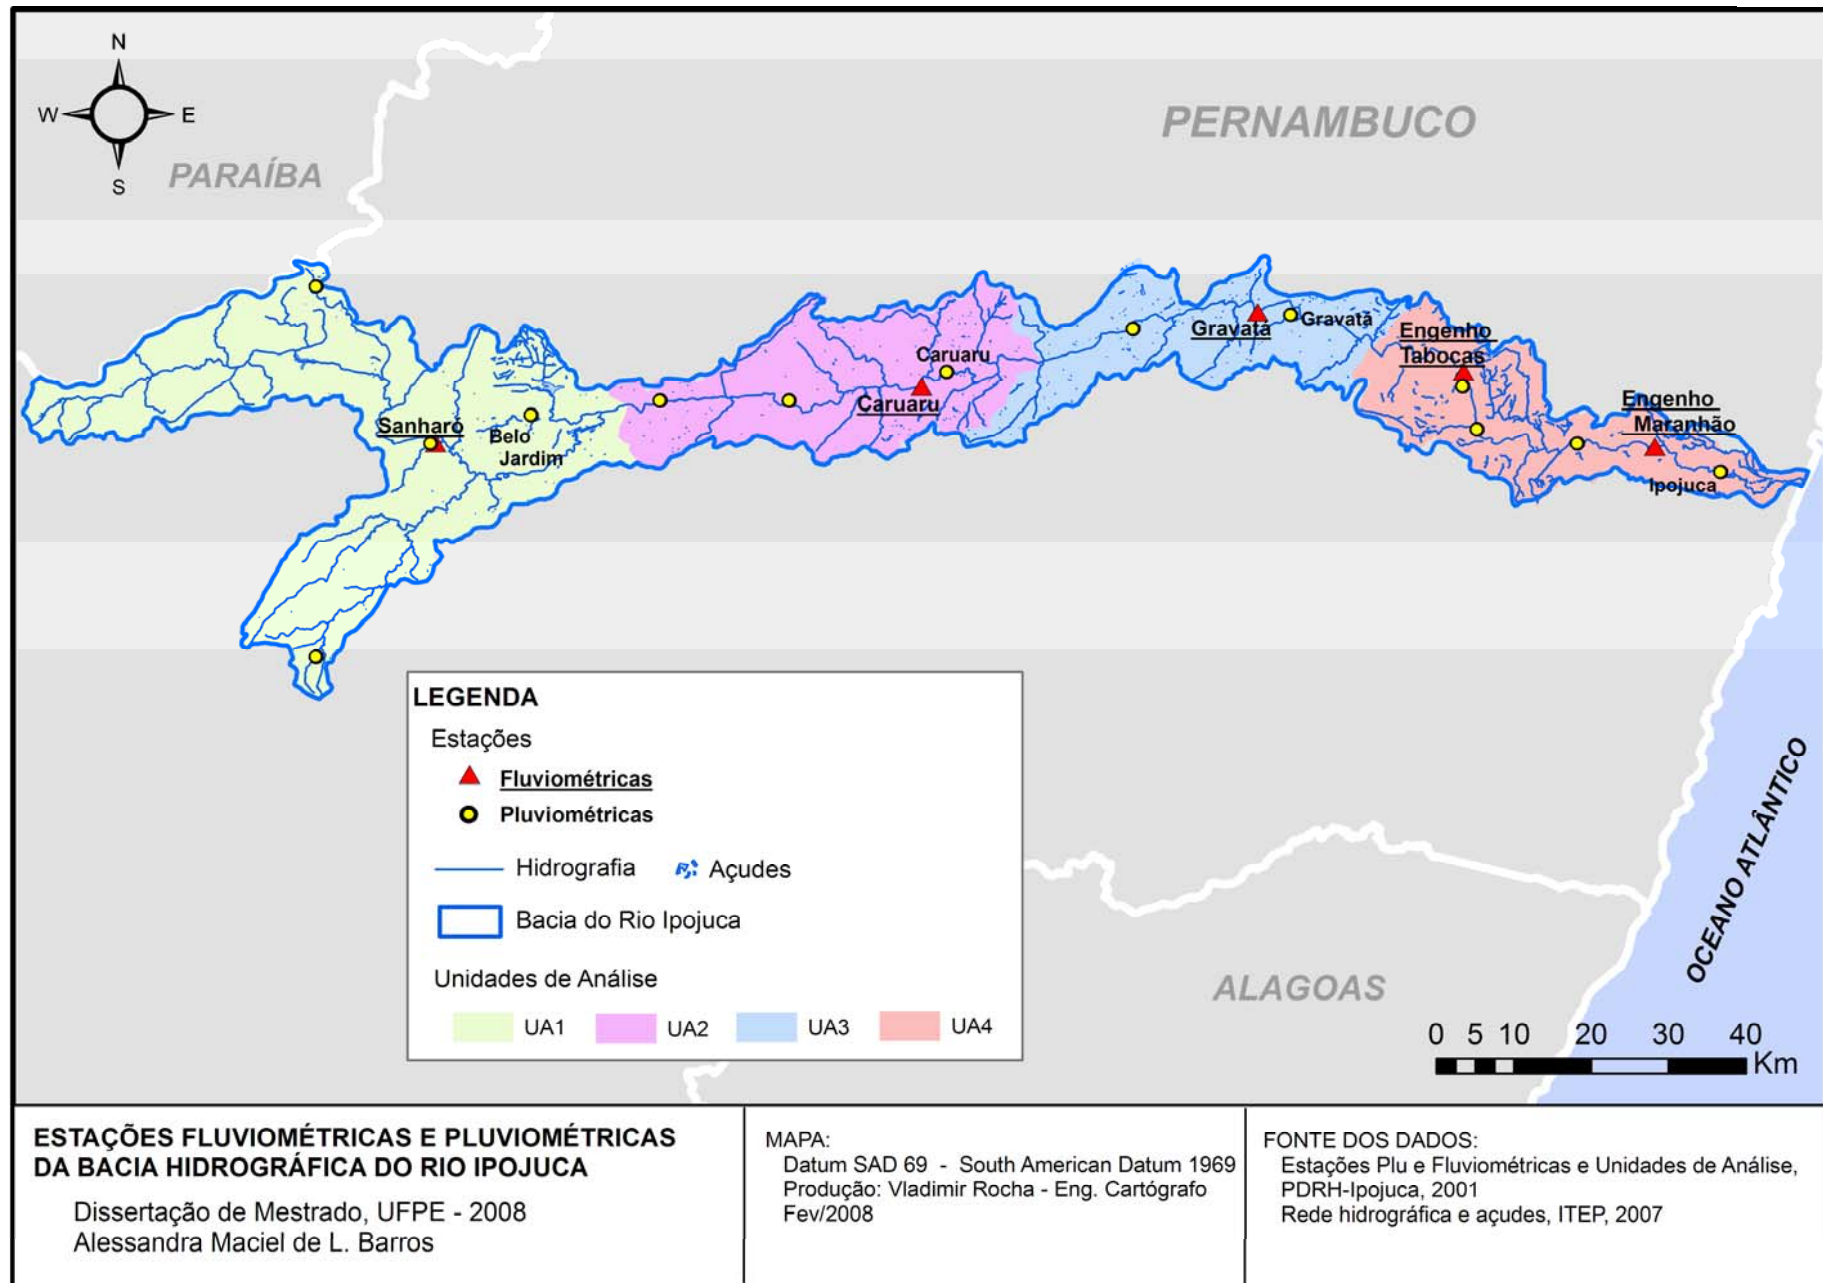 N
W
E
S
PARAÍBA
PERNAMBUCO
Sanharó
Belo
Jardim
Caruaru
Caruaru
Gravatá
Gravatá
Engenho
Tabocas
Engenho
Maranhão
Ipojuca
LEGENDA
Estações
Fluviométricas
Pluviométricas
Hidrografia
Açudes
Bacia do Rio Ipojuca
Unidades de Análise
UA1
UA2
UA3
UA4
ALAGOAS
OCEANO ATLÂNTICO
0 5 10 20 30 40
Km
ESTAÇÕES FLUVIOMÉTRICAS E PLUVIOMÉTRICAS
DA BACIA HIDROGRÁFICA DO RIO IPOJUCA
Dissertação de Mestrado, UFPE - 2008
Alessandra Maciel de L. Barros
MAPA:
Datum SAD 69 - South American Datum 1969
Produção: Vladimir Rocha - Eng. Cartógrafo
Fev/2008
FONTE DOS DADOS:
Estações Plu e Fluviométricas e Unidades de Análise,
PDRH-Ipojuca, 2001
Rede hidrográfica e açudes, ITEP, 2007